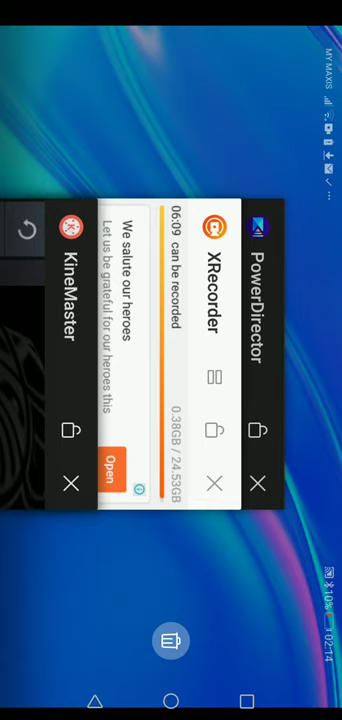 MY MAXIS
10%
02:14
PowerDirector
XRecorder
06:09 can be recorded
0.38GB / 24.53GB
We salute our heroes
Let us be grateful for our heroes this
Open
KineMaster